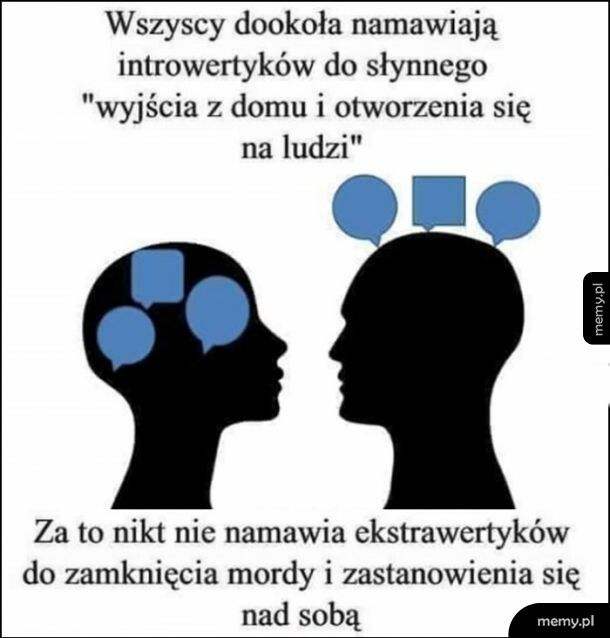 Wszyscy dookoła namawiają
introwertyków do słynnego
"wyjścia z domu i otworzenia się
na ludzi"
memy.pl
Za to nikt nie namawia ekstrawertyków
do zamknięcia mordy i zastanowienia się
nad sobą
memy.pl